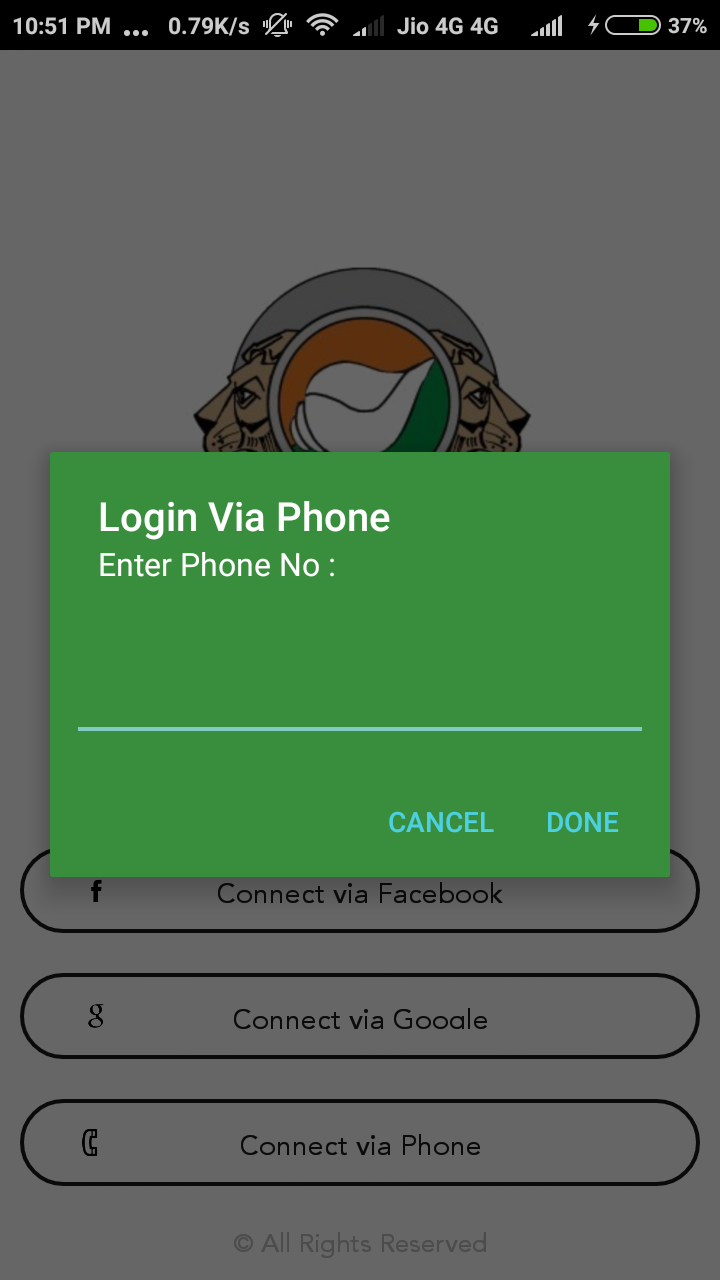 10:51 PM ... 0.79K/s Jio 4G 4G 37%
Login Via Phone
Enter Phone No :
CANCEL DONE
f Connect via Facebook
g Connect via Google
Connect via Phone
© All Rights Reserved